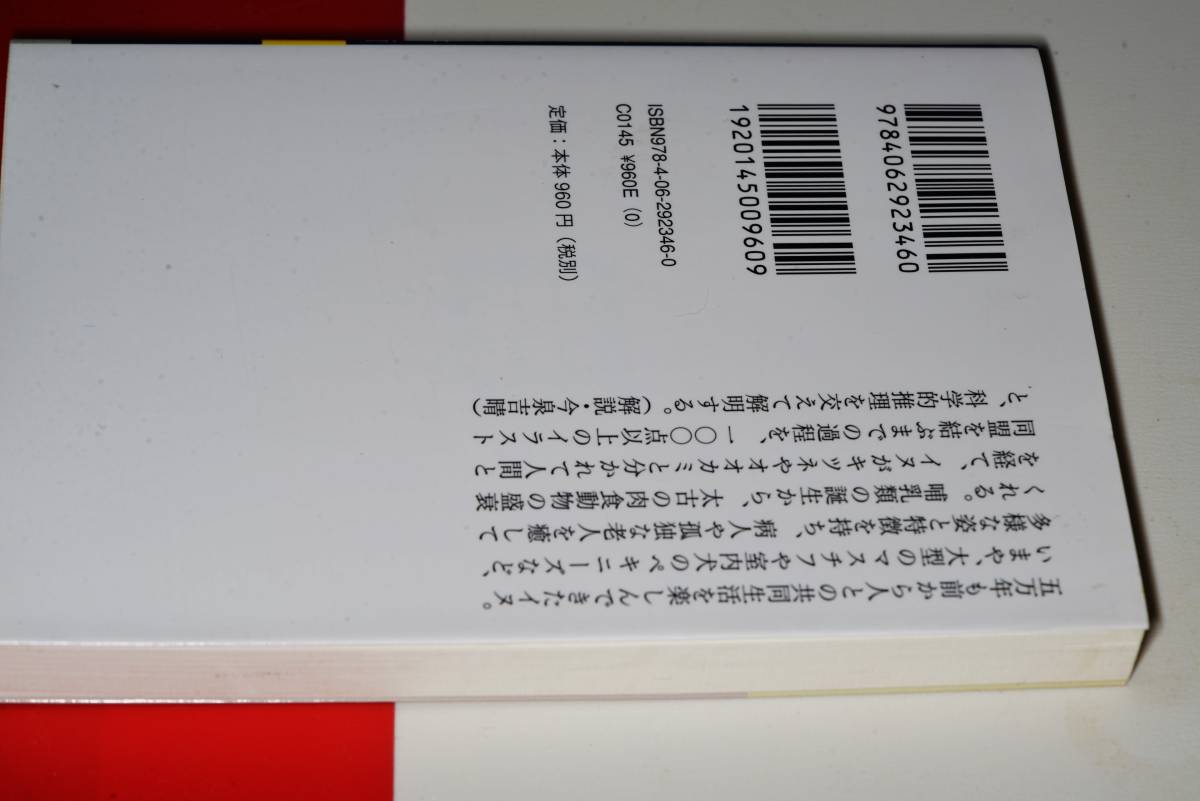 9784062923460
1920145009609
ISBN978-4-06-292346-0
C0145 ¥960E (0)
定価：本体960円（税別）
五万年も前から人との共同生活を楽しんできたイヌ。
いまや、大型のマスチフや室内犬のペキニーズなど、
多様な姿と特徴を持ち、病人や孤独な老人を癒して
くれる。哺乳類の誕生から、太古の肉食動物の盛衰
を経て、イヌがキツネやオオカミと分かれて人間と
同盟を結ぶまでの過程を、一〇〇点以上のイラスト
と、科学的推理を交えて解明する。（解説・今泉吉晴）